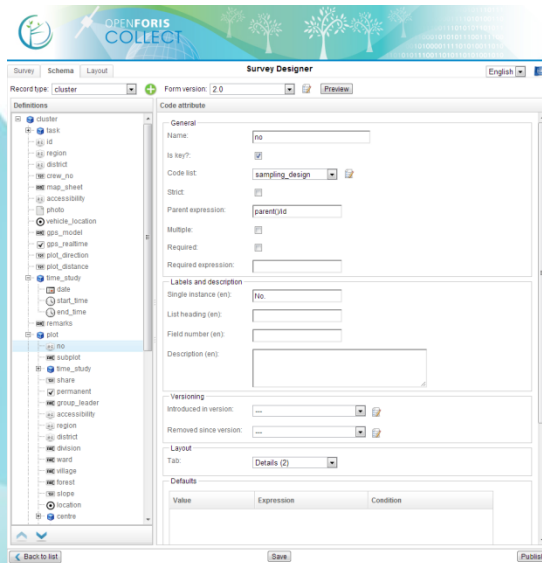 OPENFORIS
COLLECT
Survey Schema Layout Survey Designer English
Record type: cluster Form version: 2.0 Preview
Definitions Code attribute
cluster
task
id
region
district
crew_no
map_sheet
accessibility
photo
vehicle_location
gps_model
gps_realtime
plot_direction
plot_distance
time_study
date
start_time
end_time
remarks
plot
no
subplot
time_study
share
permanent
group_leader
accessibility
region
district
division
ward
village
forest
slope
location
centre
General
Name: no
Is key?:
Code list: sampling_design
Strict
Parent expression: parent()/id
Multiple:
Required:
Required expression:
Labels and description
Single instance (en): No.
List heading (en):
Field number (en):
Description (en):
Versioning
Introduced in version: ---
Removed since version: ---
Layout
Tab: Details (2)
Defaults
Value Expression Condition
Back to list Save Publish